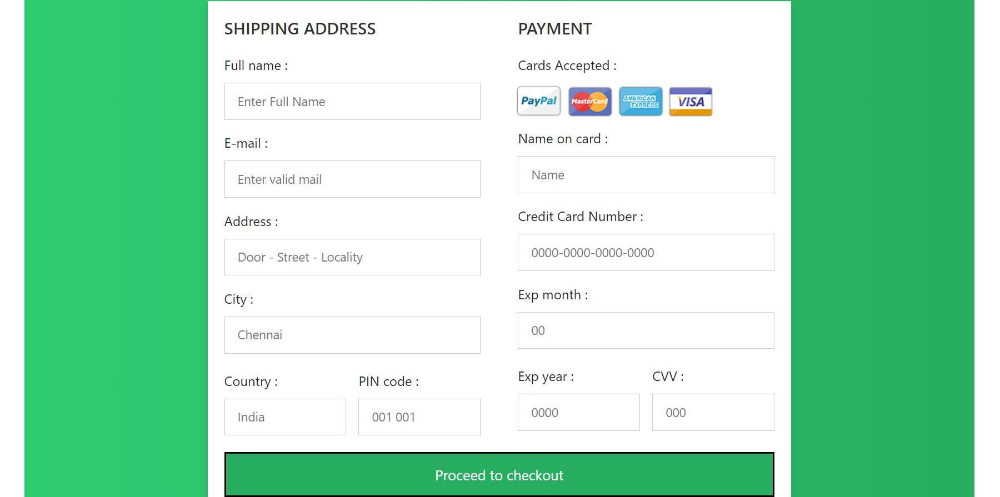 SHIPPING ADDRESS
Full name :
Enter Full Name
E-mail :
Enter valid mail
Address :
Door - Street - Locality
City :
Chennai
Country : PIN code :
India 001 001
PAYMENT
Cards Accepted :
PayPal MasterCard AMERICAN EXPRESS VISA
Name on card :
Name
Credit Card Number :
0000-0000-0000-0000
Exp month :
00
Exp year : CVV :
0000 000
Proceed to checkout